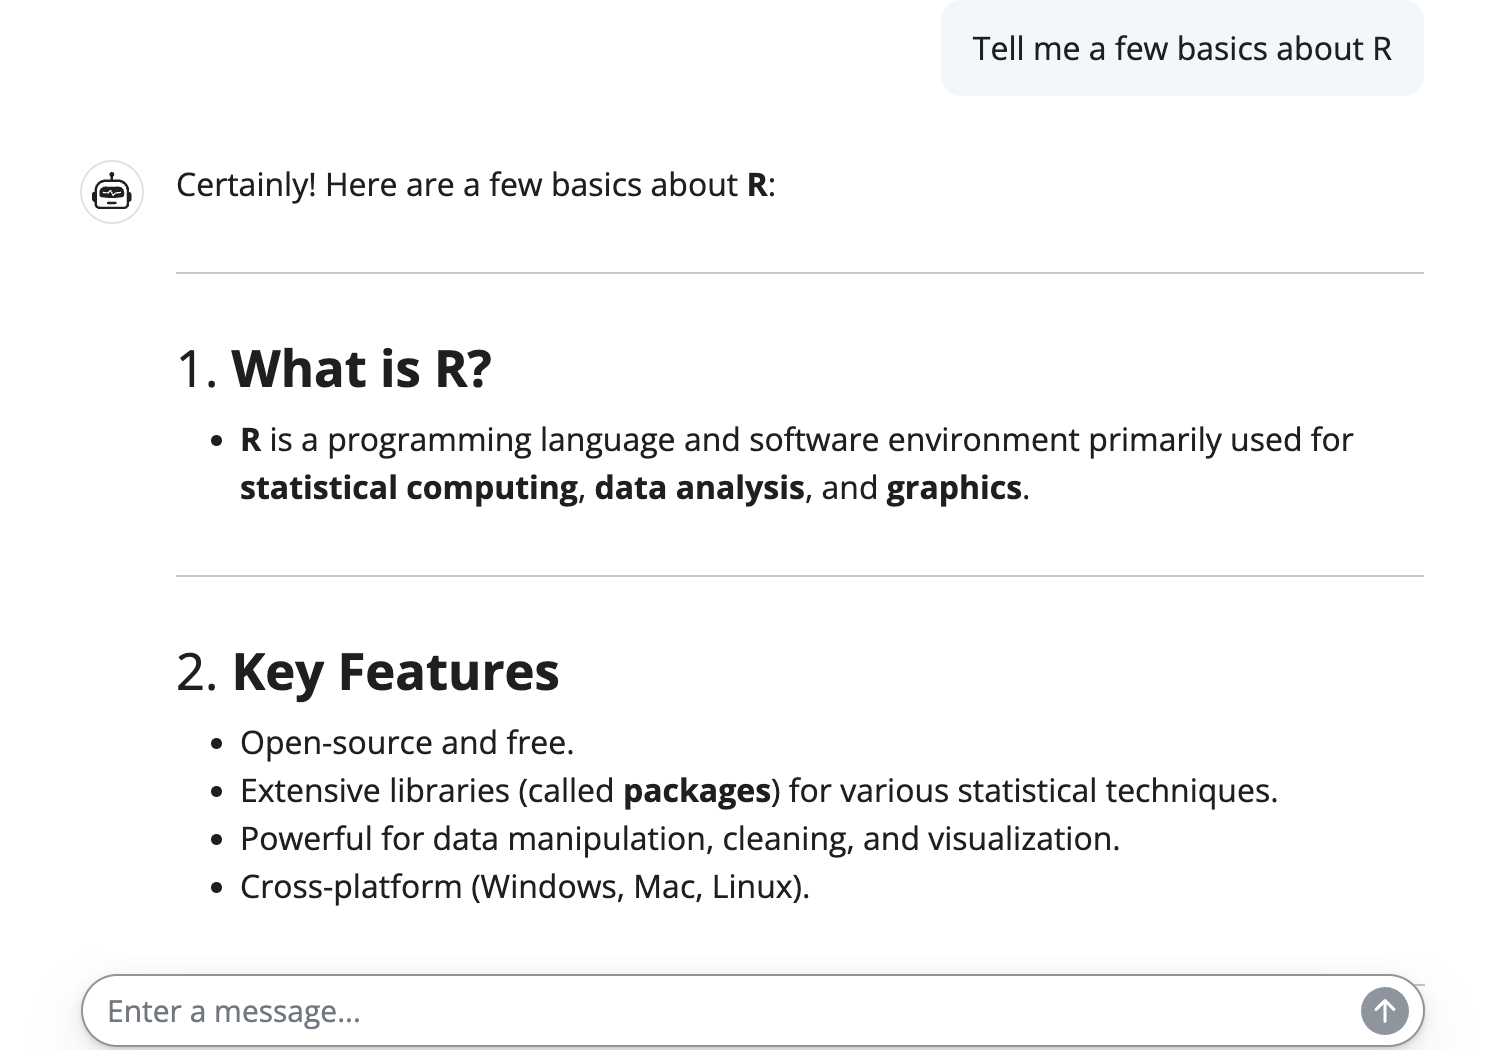 Tell me a few basics about R
Certainly! Here are a few basics about R:
1. What is R?
• R is a programming language and software environment primarily used for
statistical computing, data analysis, and graphics.
2. Key Features
• Open-source and free.
• Extensive libraries (called packages) for various statistical techniques.
• Powerful for data manipulation, cleaning, and visualization.
• Cross-platform (Windows, Mac, Linux).
Enter a message...